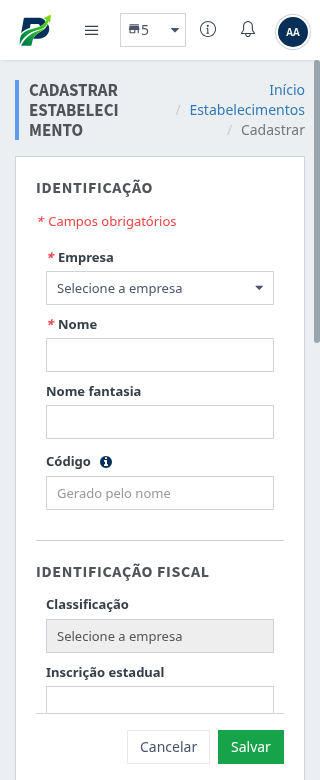 5
AA
CADASTRAR
ESTABELECI
MENTO
Início
/ Estabelecimentos
/ Cadastrar
IDENTIFICAÇÃO
* Campos obrigatórios
* Empresa
Selecione a empresa
* Nome
Nome fantasia
Código
Gerado pelo nome
IDENTIFICAÇÃO FISCAL
Classificação
Selecione a empresa
Inscrição estadual
Cancelar
Salvar